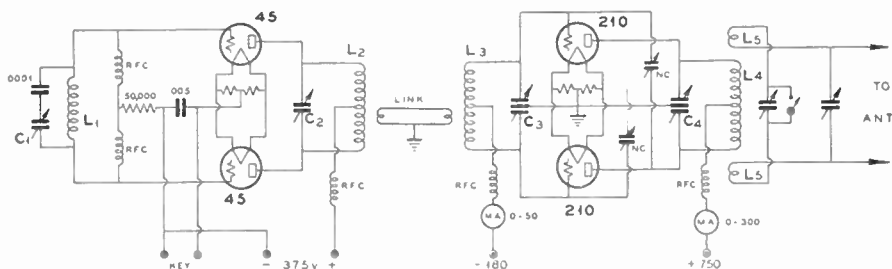 45
210
.0001
C1
L1
RFC
50,000
.005
RFC
45
C2
L2
RFC
LINK
L3
C3
RFC
MA 0-50
210
NC
NC
C4
L4
RFC
MA 0-300
L5
L5
TO
ANT
KEY
- 375V +
- 180
+ 750